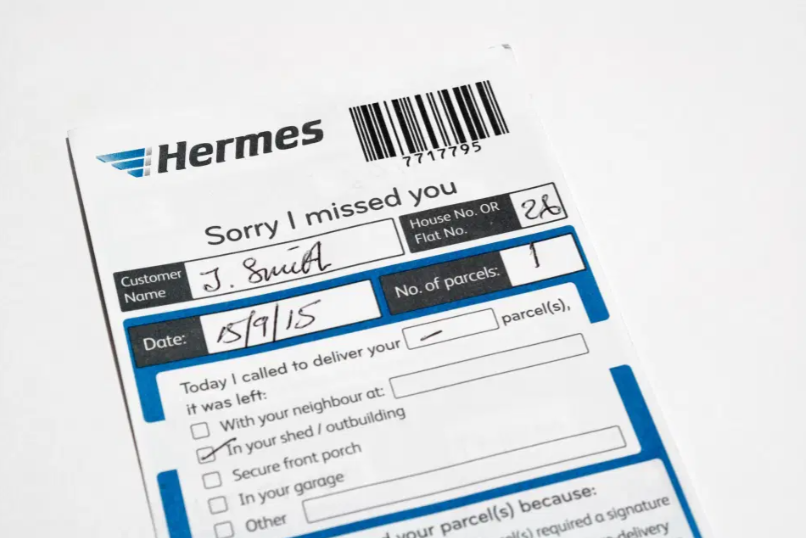 Hermes
7717795
Sorry I missed you
Customer Name J. Smith
House No. OR Flat No. 28
Date: 15/9/15
No. of parcels: 1
Today I called to deliver your - parcel(s),
it was left:
With your neighbour at:
In your shed / outbuilding
Secure front porch
In your garage
Other
your parcel(s) because:
required a signature
delivery